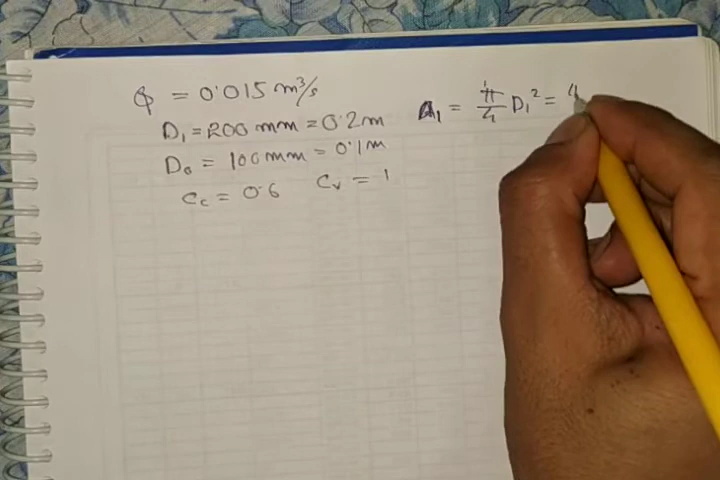 Q = 0.015 m³/s
D₁ = 200 mm = 0.2 m
D₀ = 100 mm = 0.1 m
Cc = 0.6 Cv = 1
A₁ = π/4 D₁² =